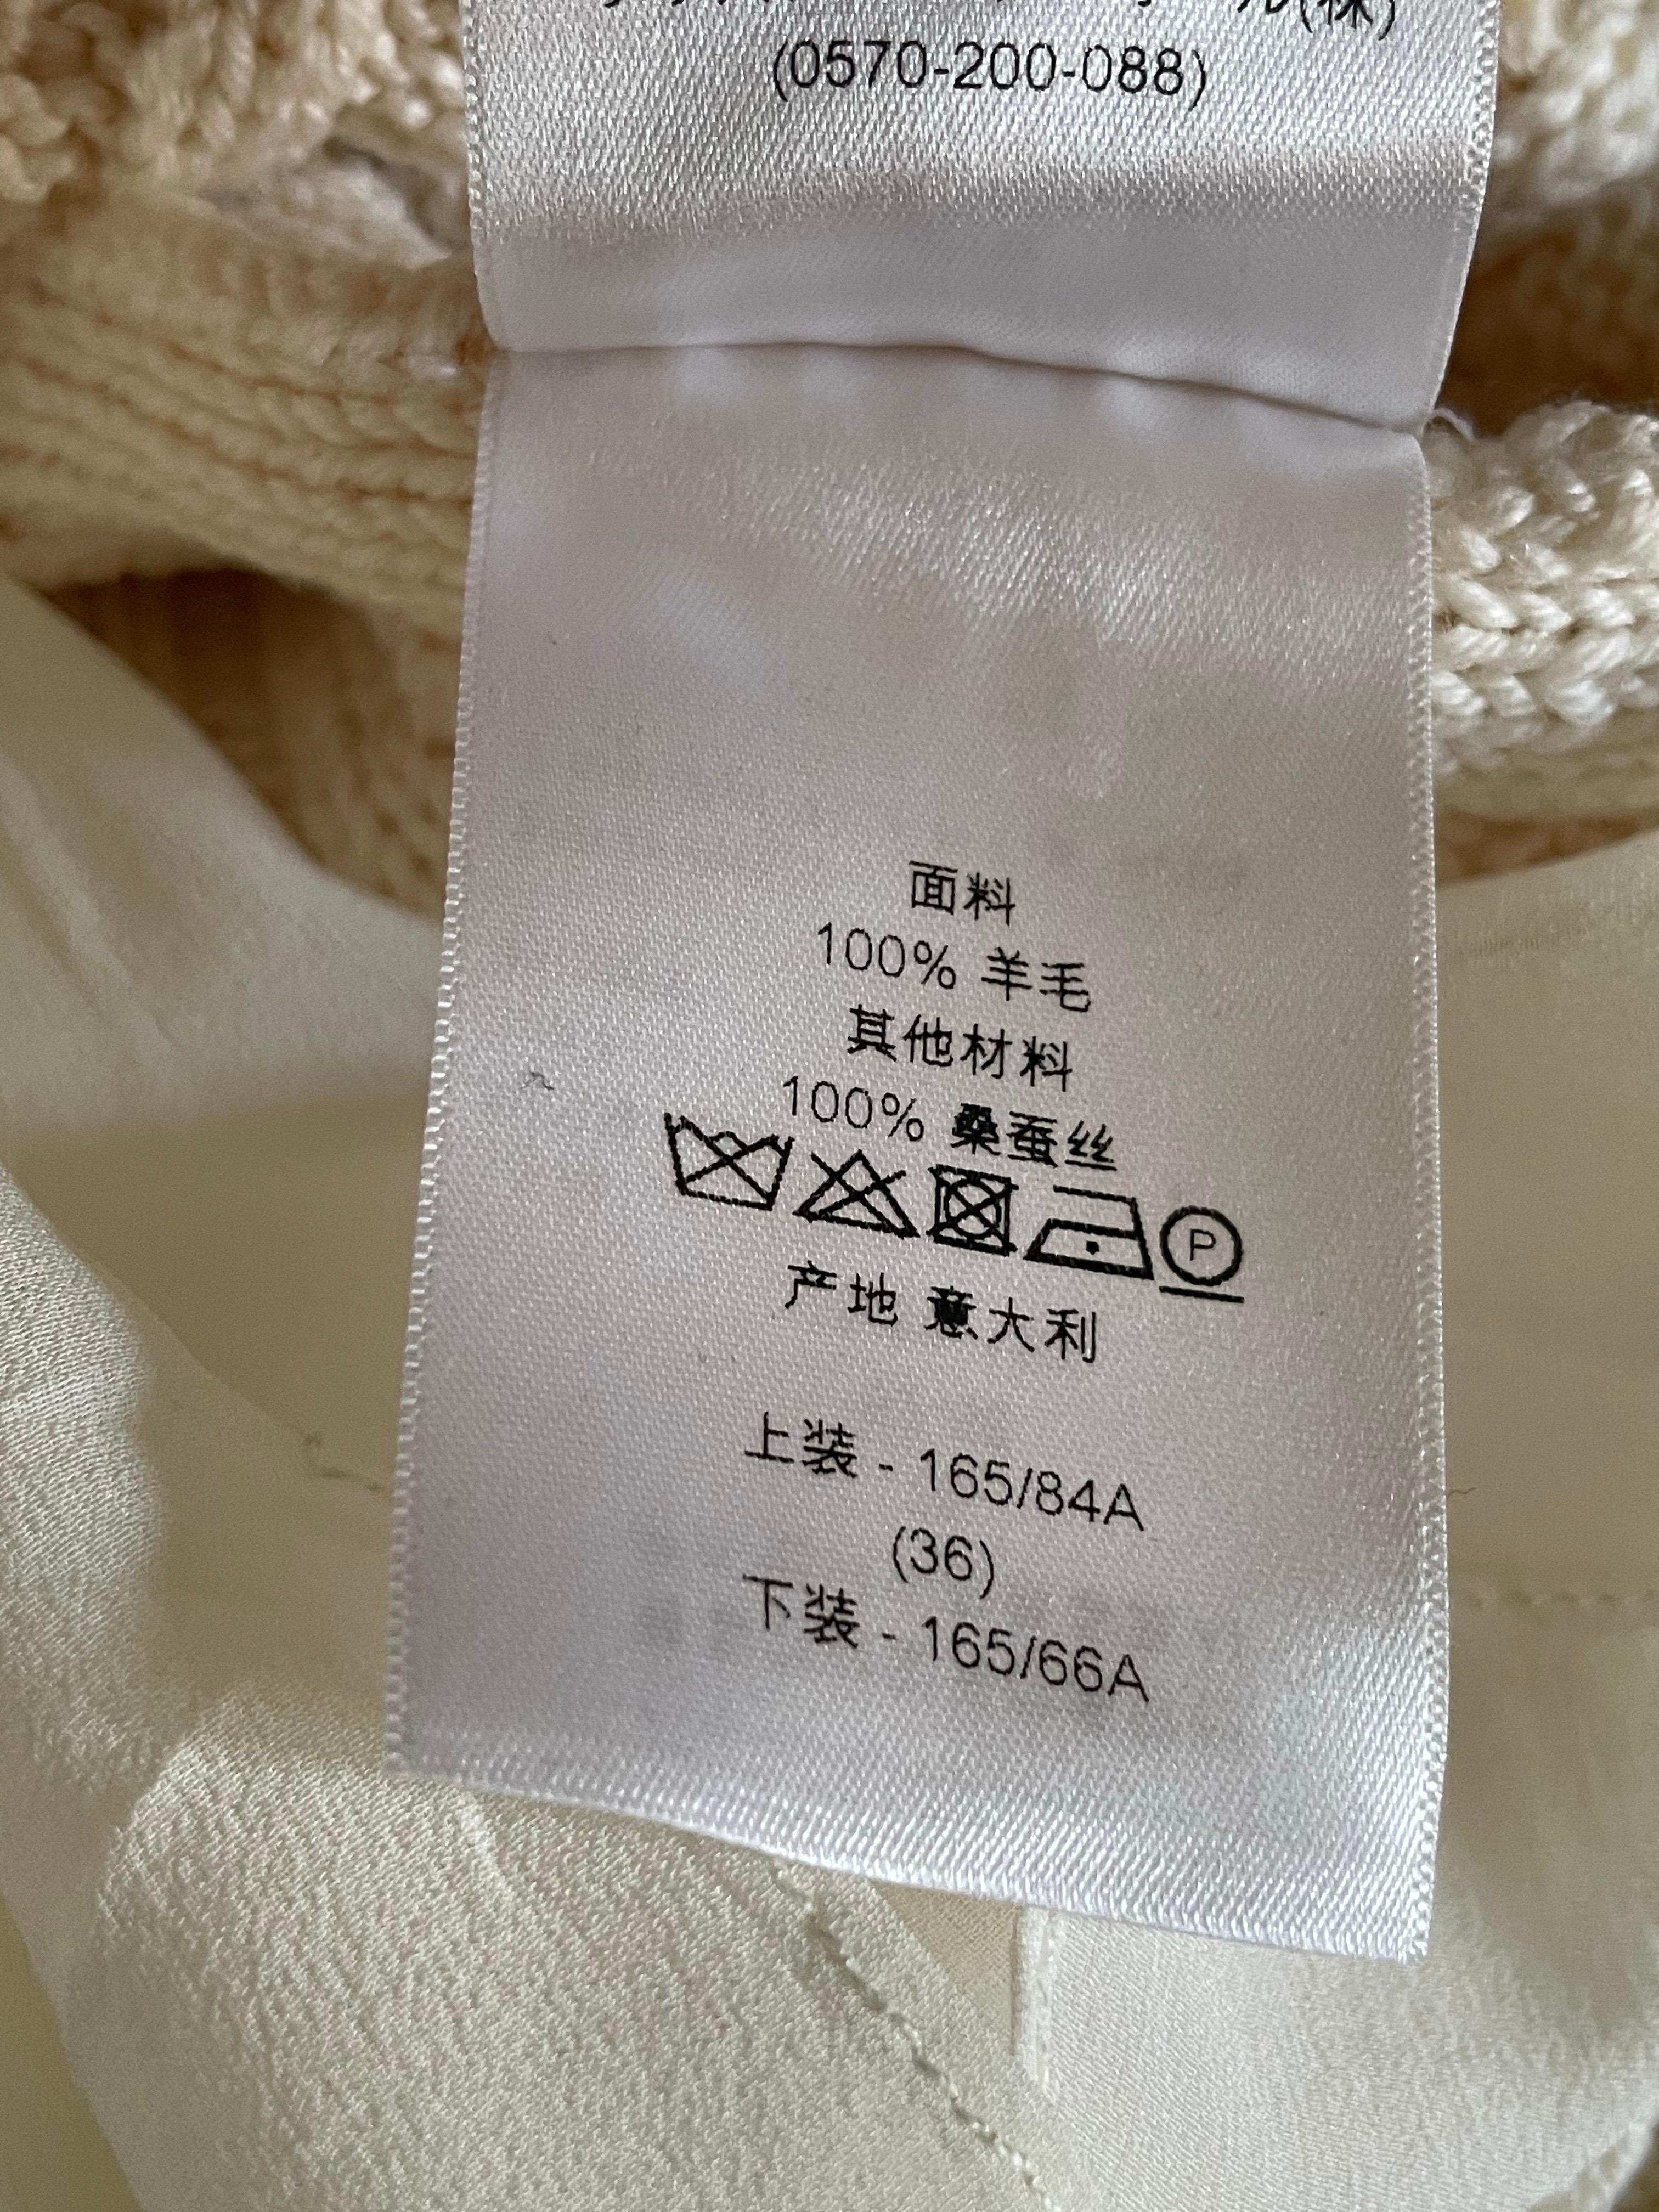 (株)
(0570-200-088)
面料
100% 羊毛
其他材料
100% 桑蚕丝
P
产地 意大利
上装 - 165/84A
(36)
下装 - 165/66A